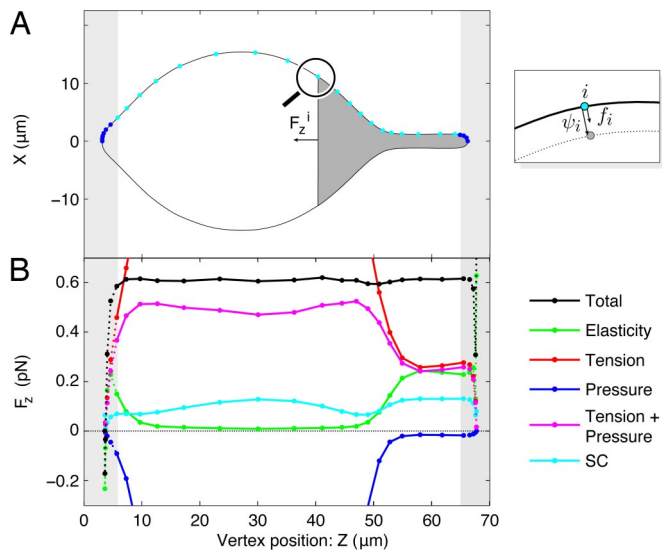 A
X (μm)
10
0
−10
F_z^i
i
ψ_i
f_i
B
F_z (pN)
0.6
0.4
0.2
0
−0.2
0 10 20 30 40 50 60 70
Vertex position: Z (μm)
Total
Elasticity
Tension
Pressure
Tension +
Pressure
SC